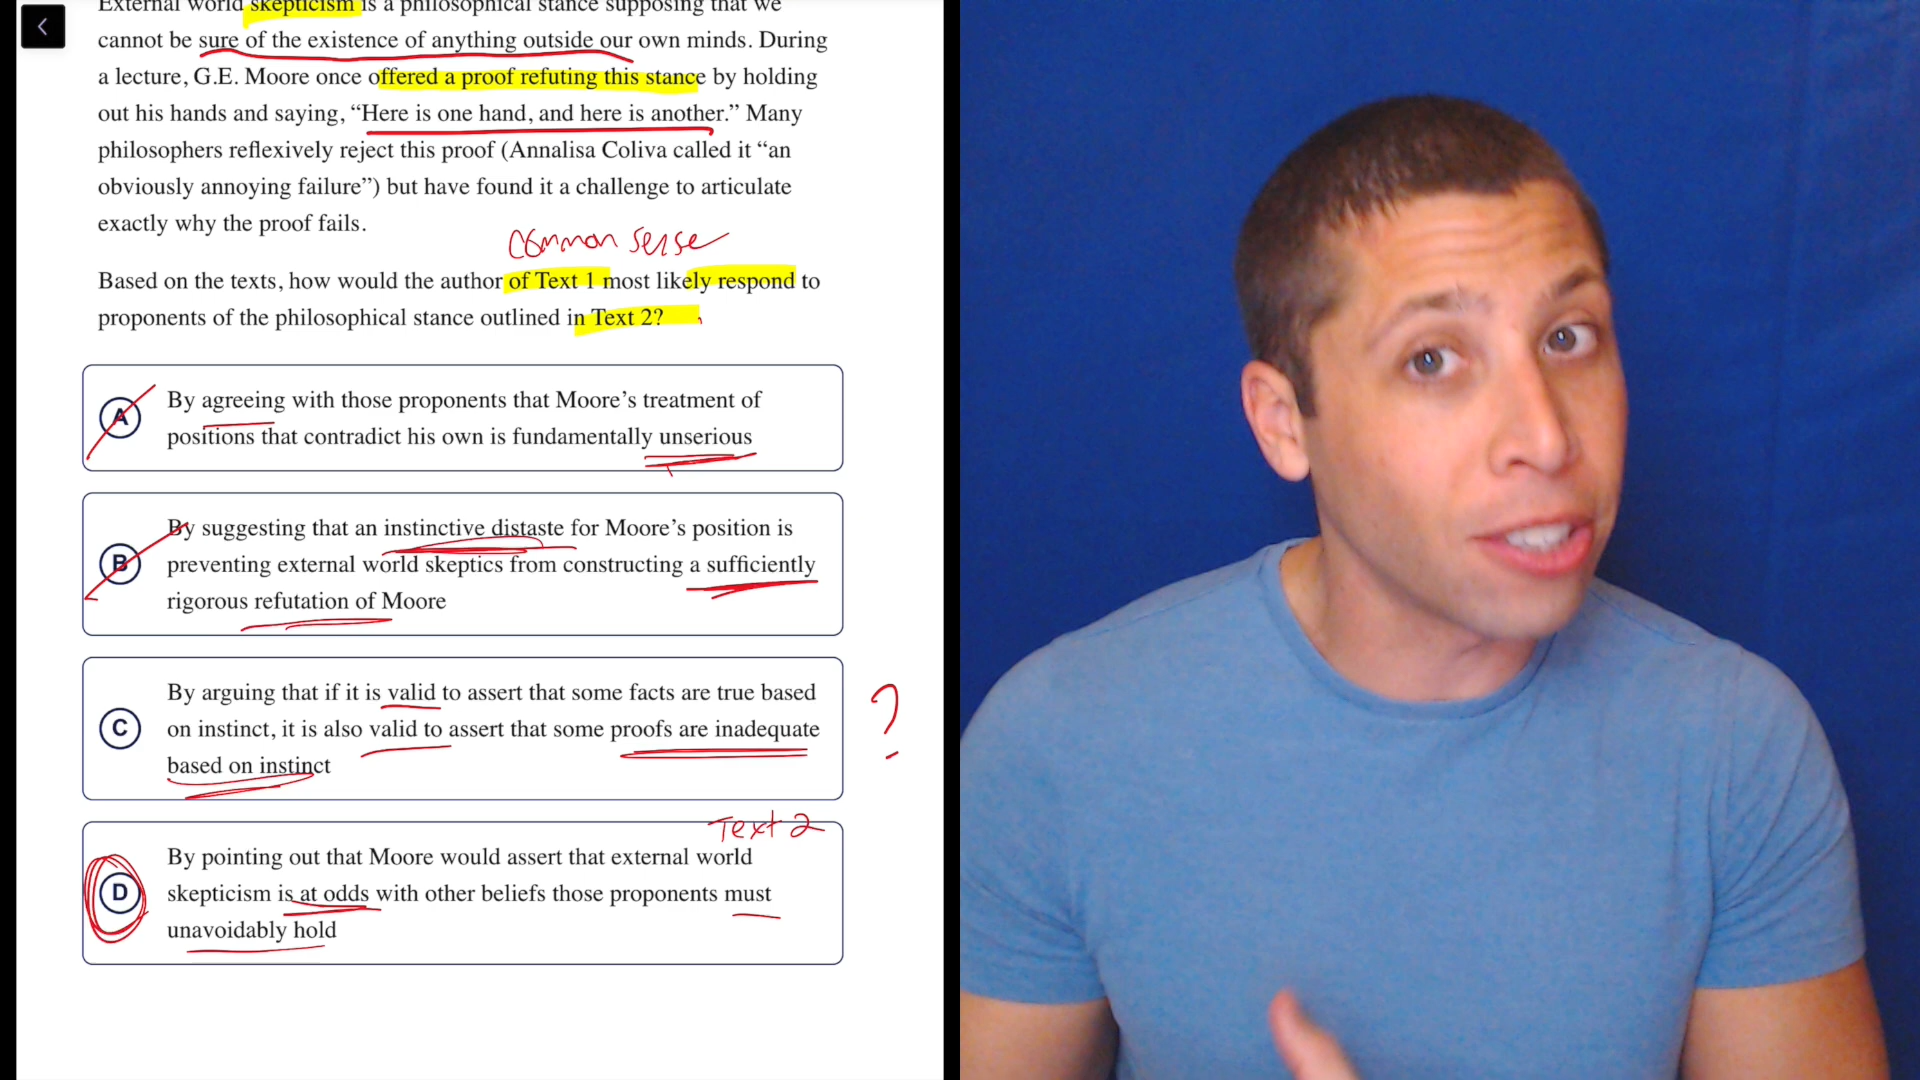 External world skepticism is a philosophical stance supposing that we
cannot be sure of the existence of anything outside our own minds. During
a lecture, G.E. Moore once offered a proof refuting this stance by holding
out his hands and saying, “Here is one hand, and here is another.” Many
philosophers reflexively reject this proof (Annalisa Coliva called it “an
obviously annoying failure”) but have found it a challenge to articulate
exactly why the proof fails.
common sense
Based on the texts, how would the author of Text 1 most likely respond to
proponents of the philosophical stance outlined in Text 2?
A
By agreeing with those proponents that Moore’s treatment of
positions that contradict his own is fundamentally unserious
B
By suggesting that an instinctive distaste for Moore’s position is
preventing external world skeptics from constructing a sufficiently
rigorous refutation of Moore
C
By arguing that if it is valid to assert that some facts are true based
on instinct, it is also valid to assert that some proofs are inadequate
based on instinct
?
Text 2
D
By pointing out that Moore would assert that external world
skepticism is at odds with other beliefs those proponents must
unavoidably hold